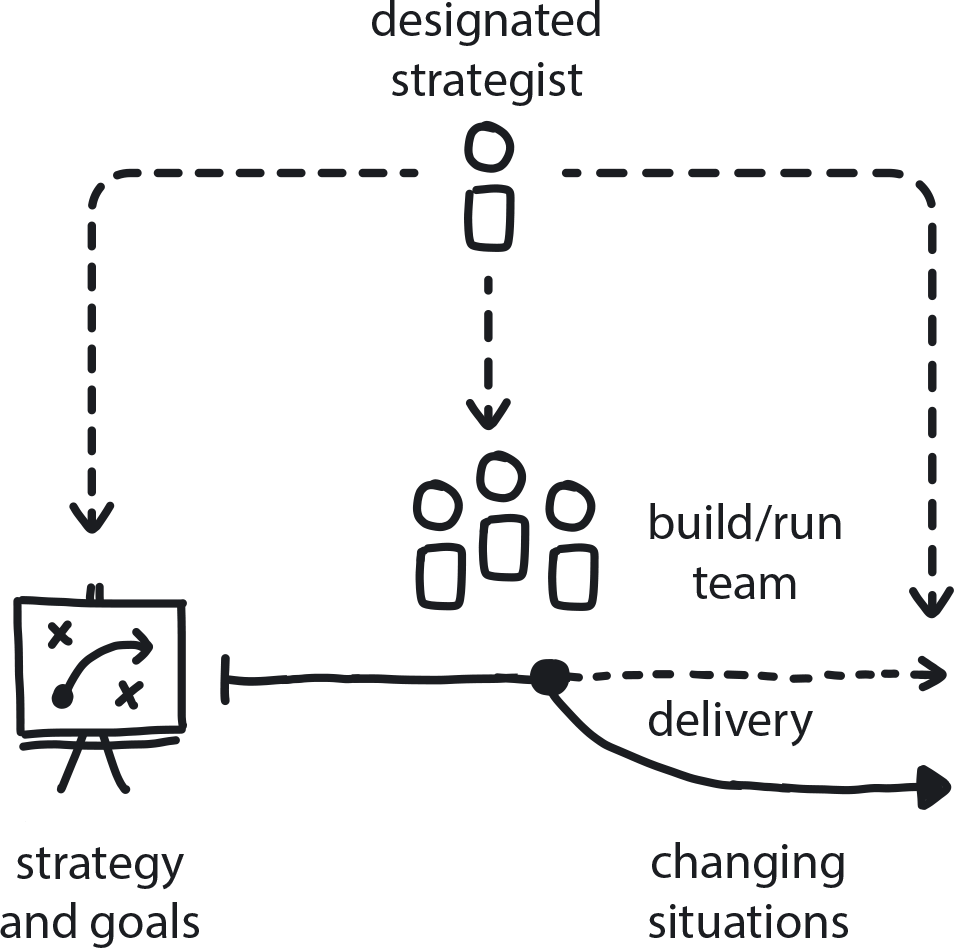 designated
strategist
build/run
team
delivery
strategy
and goals
changing
situations